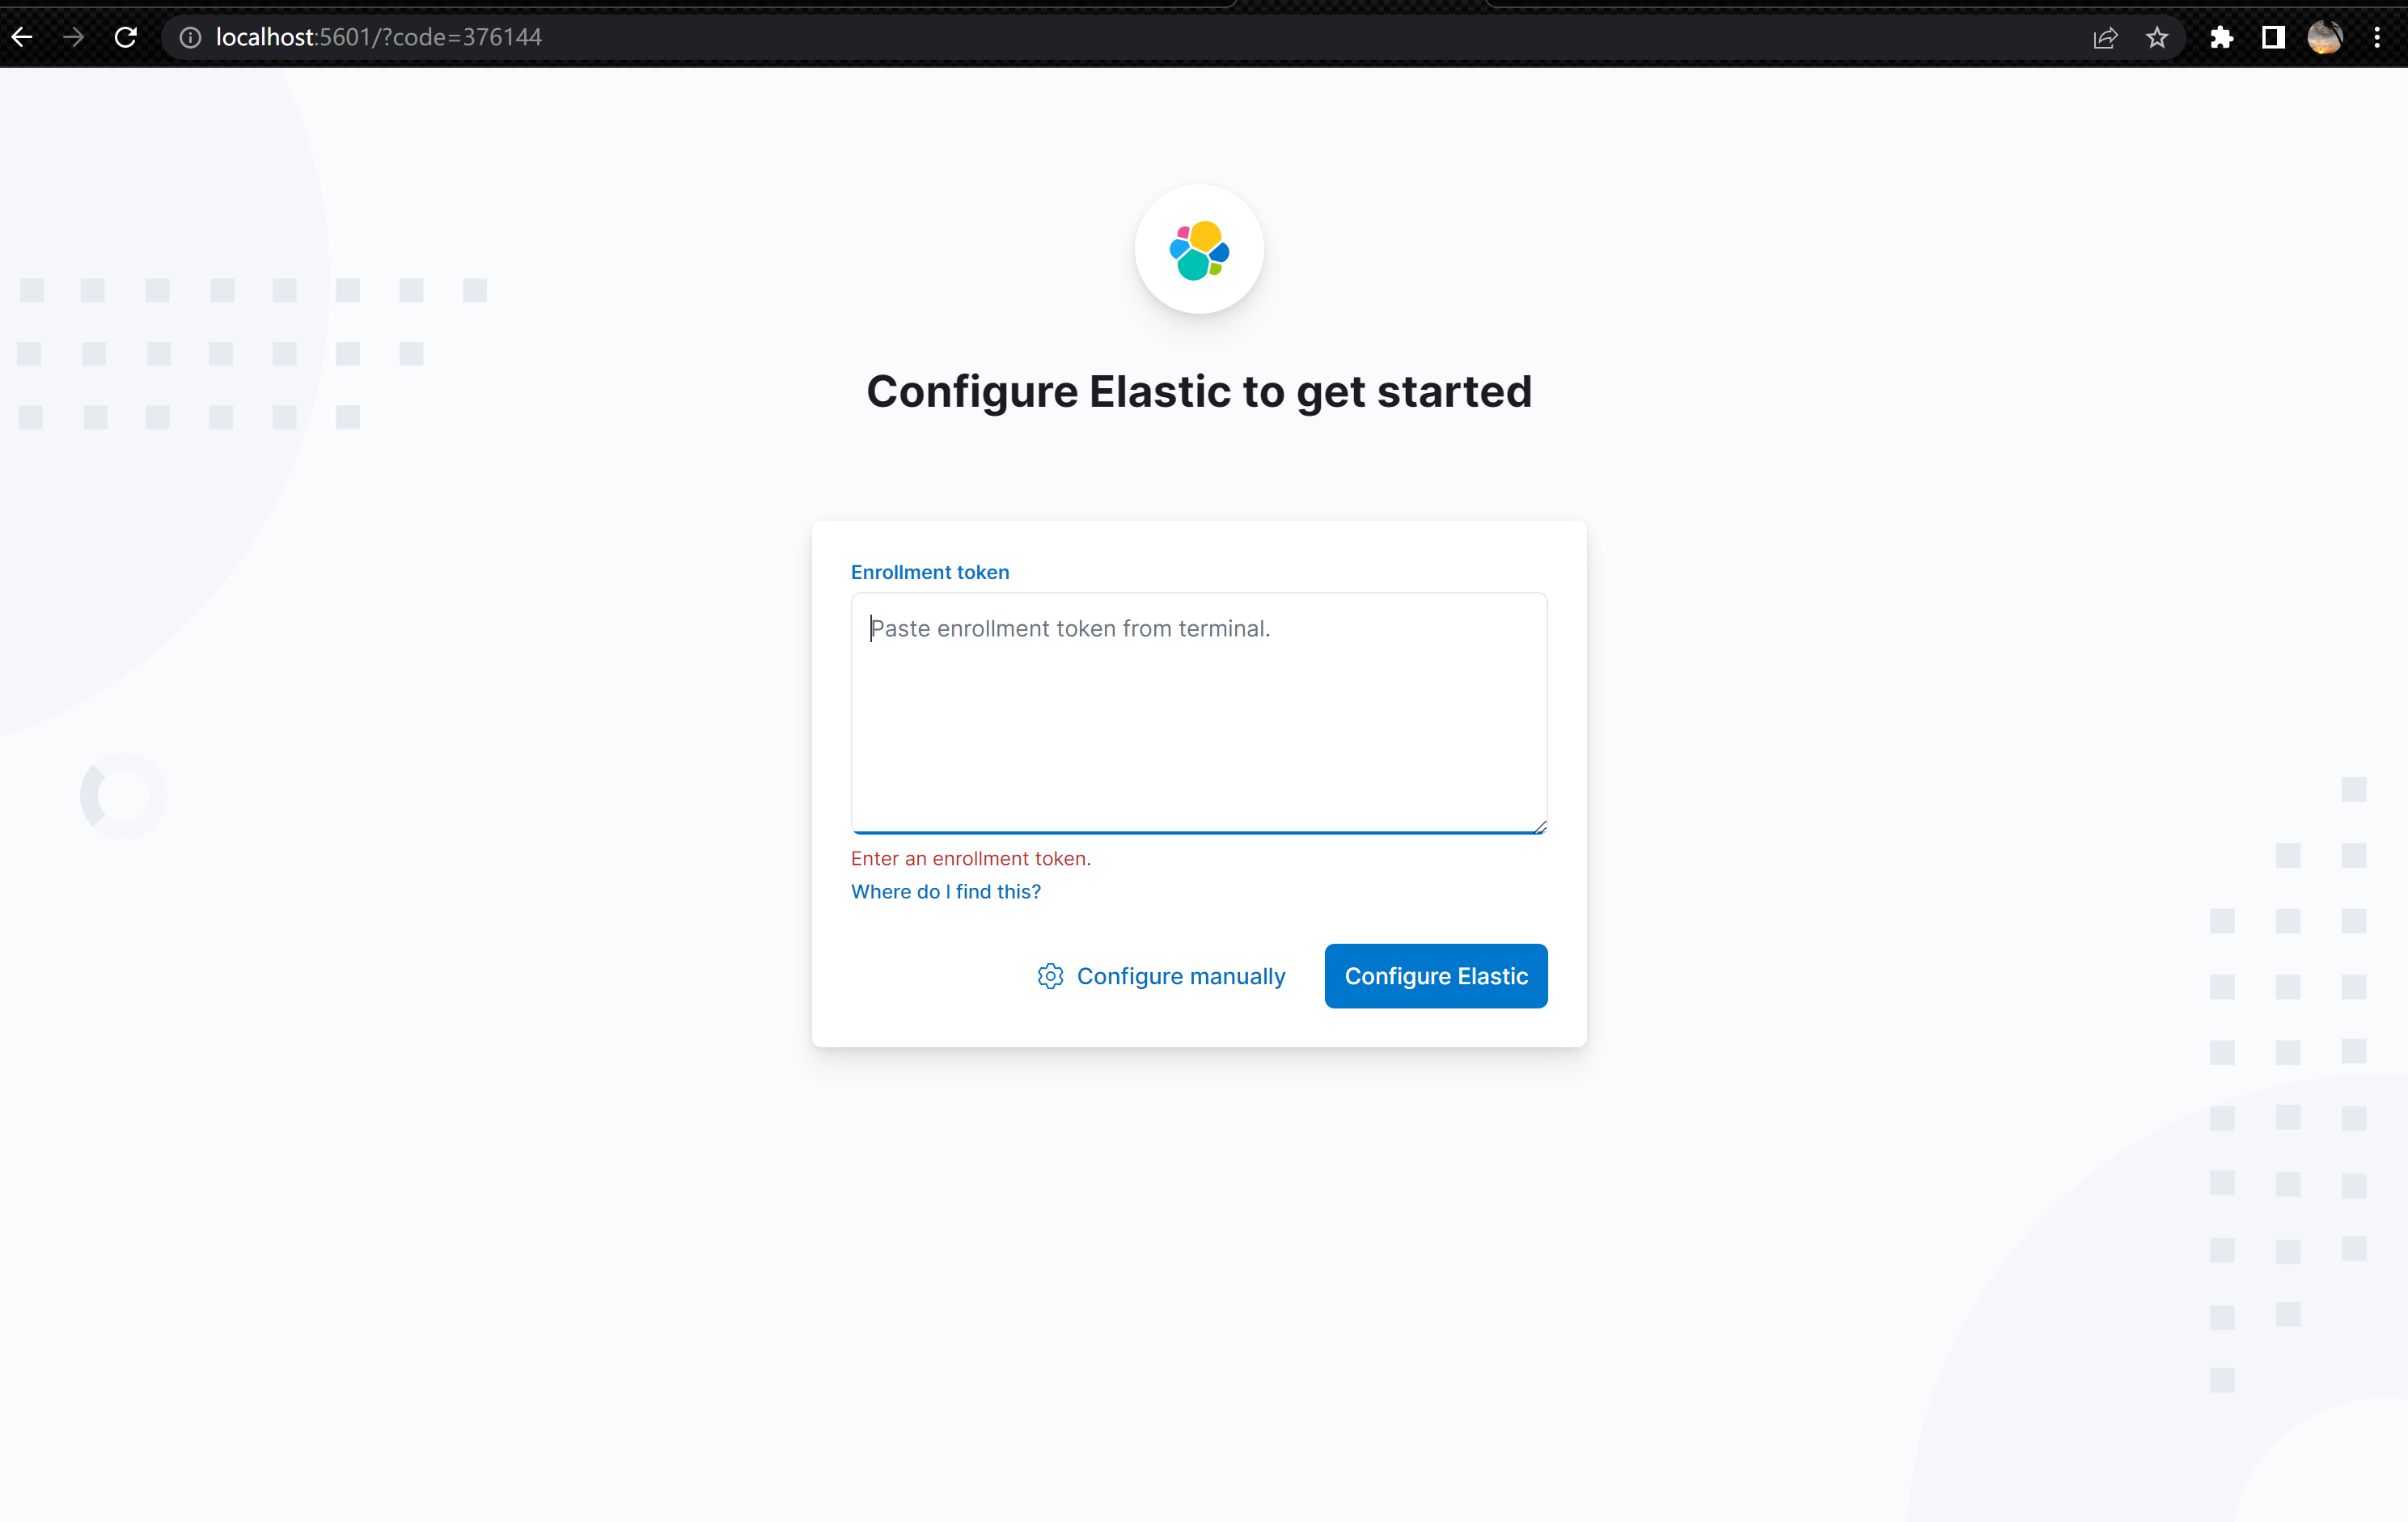 localhost:5601/?code=376144
Configure Elastic to get started
Enrollment token
Paste enrollment token from terminal.
Enter an enrollment token.
Where do I find this?
Configure manually
Configure Elastic